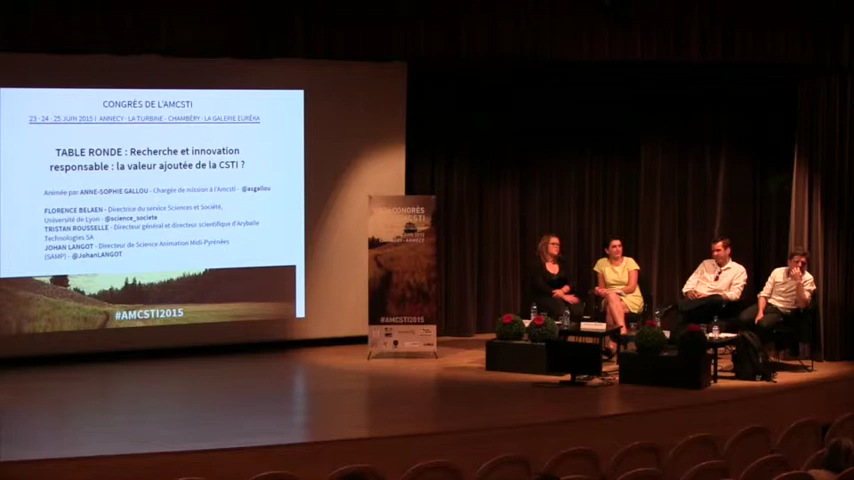 CONGRÈS DE L'AMCSTI
23 - 24 - 25 JUIN 2015 I ANNECY · LA TURBINE - CHAMBÉRY · LA GALERIE EURÊKA
TABLE RONDE : Recherche et innovation
responsable : la valeur ajoutée de la CSTI ?
Animée par ANNE-SOPHIE GALLOU - Chargée de mission à l'Amcsti - @asgallou
FLORENCE BELAEN - Directrice du service Sciences et Société,
Université de Lyon - @science_societe
TRISTAN ROUSSELLE - Directeur général et directeur scientifique d'Aryballe
Technologies SA
JOHAN LANGOT - Directeur de Science Animation Midi-Pyrénées
(SAMP) - @JohanLANGOT
#AMCSTI2015
CONGRÈS
#AMCSTI2015